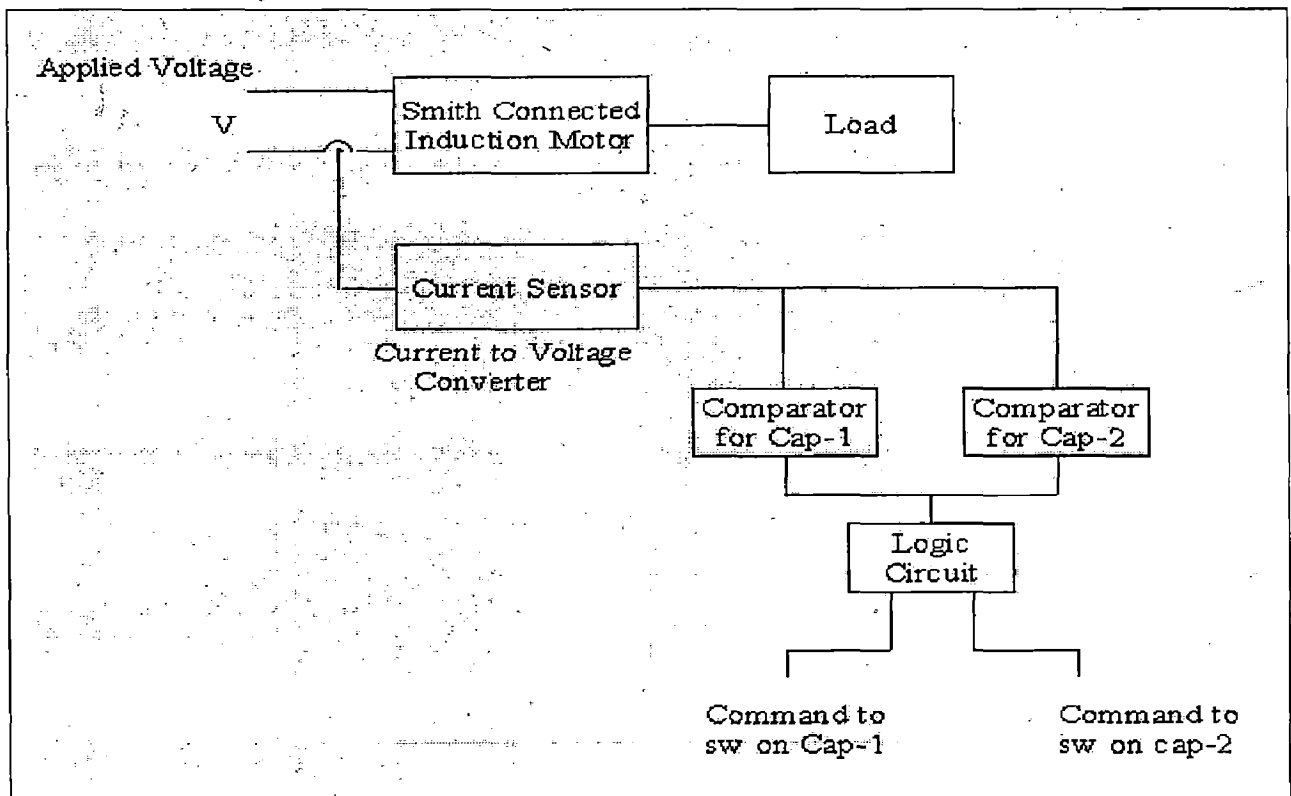 Applied Voltage
V
Smith Connected
Induction Motor
Load
Current Sensor
Current to Voltage
Converter
Comparator
for Cap-1
Comparator
for Cap-2
Logic
Circuit
Command to
sw on Cap-1
Command to
sw on cap-2